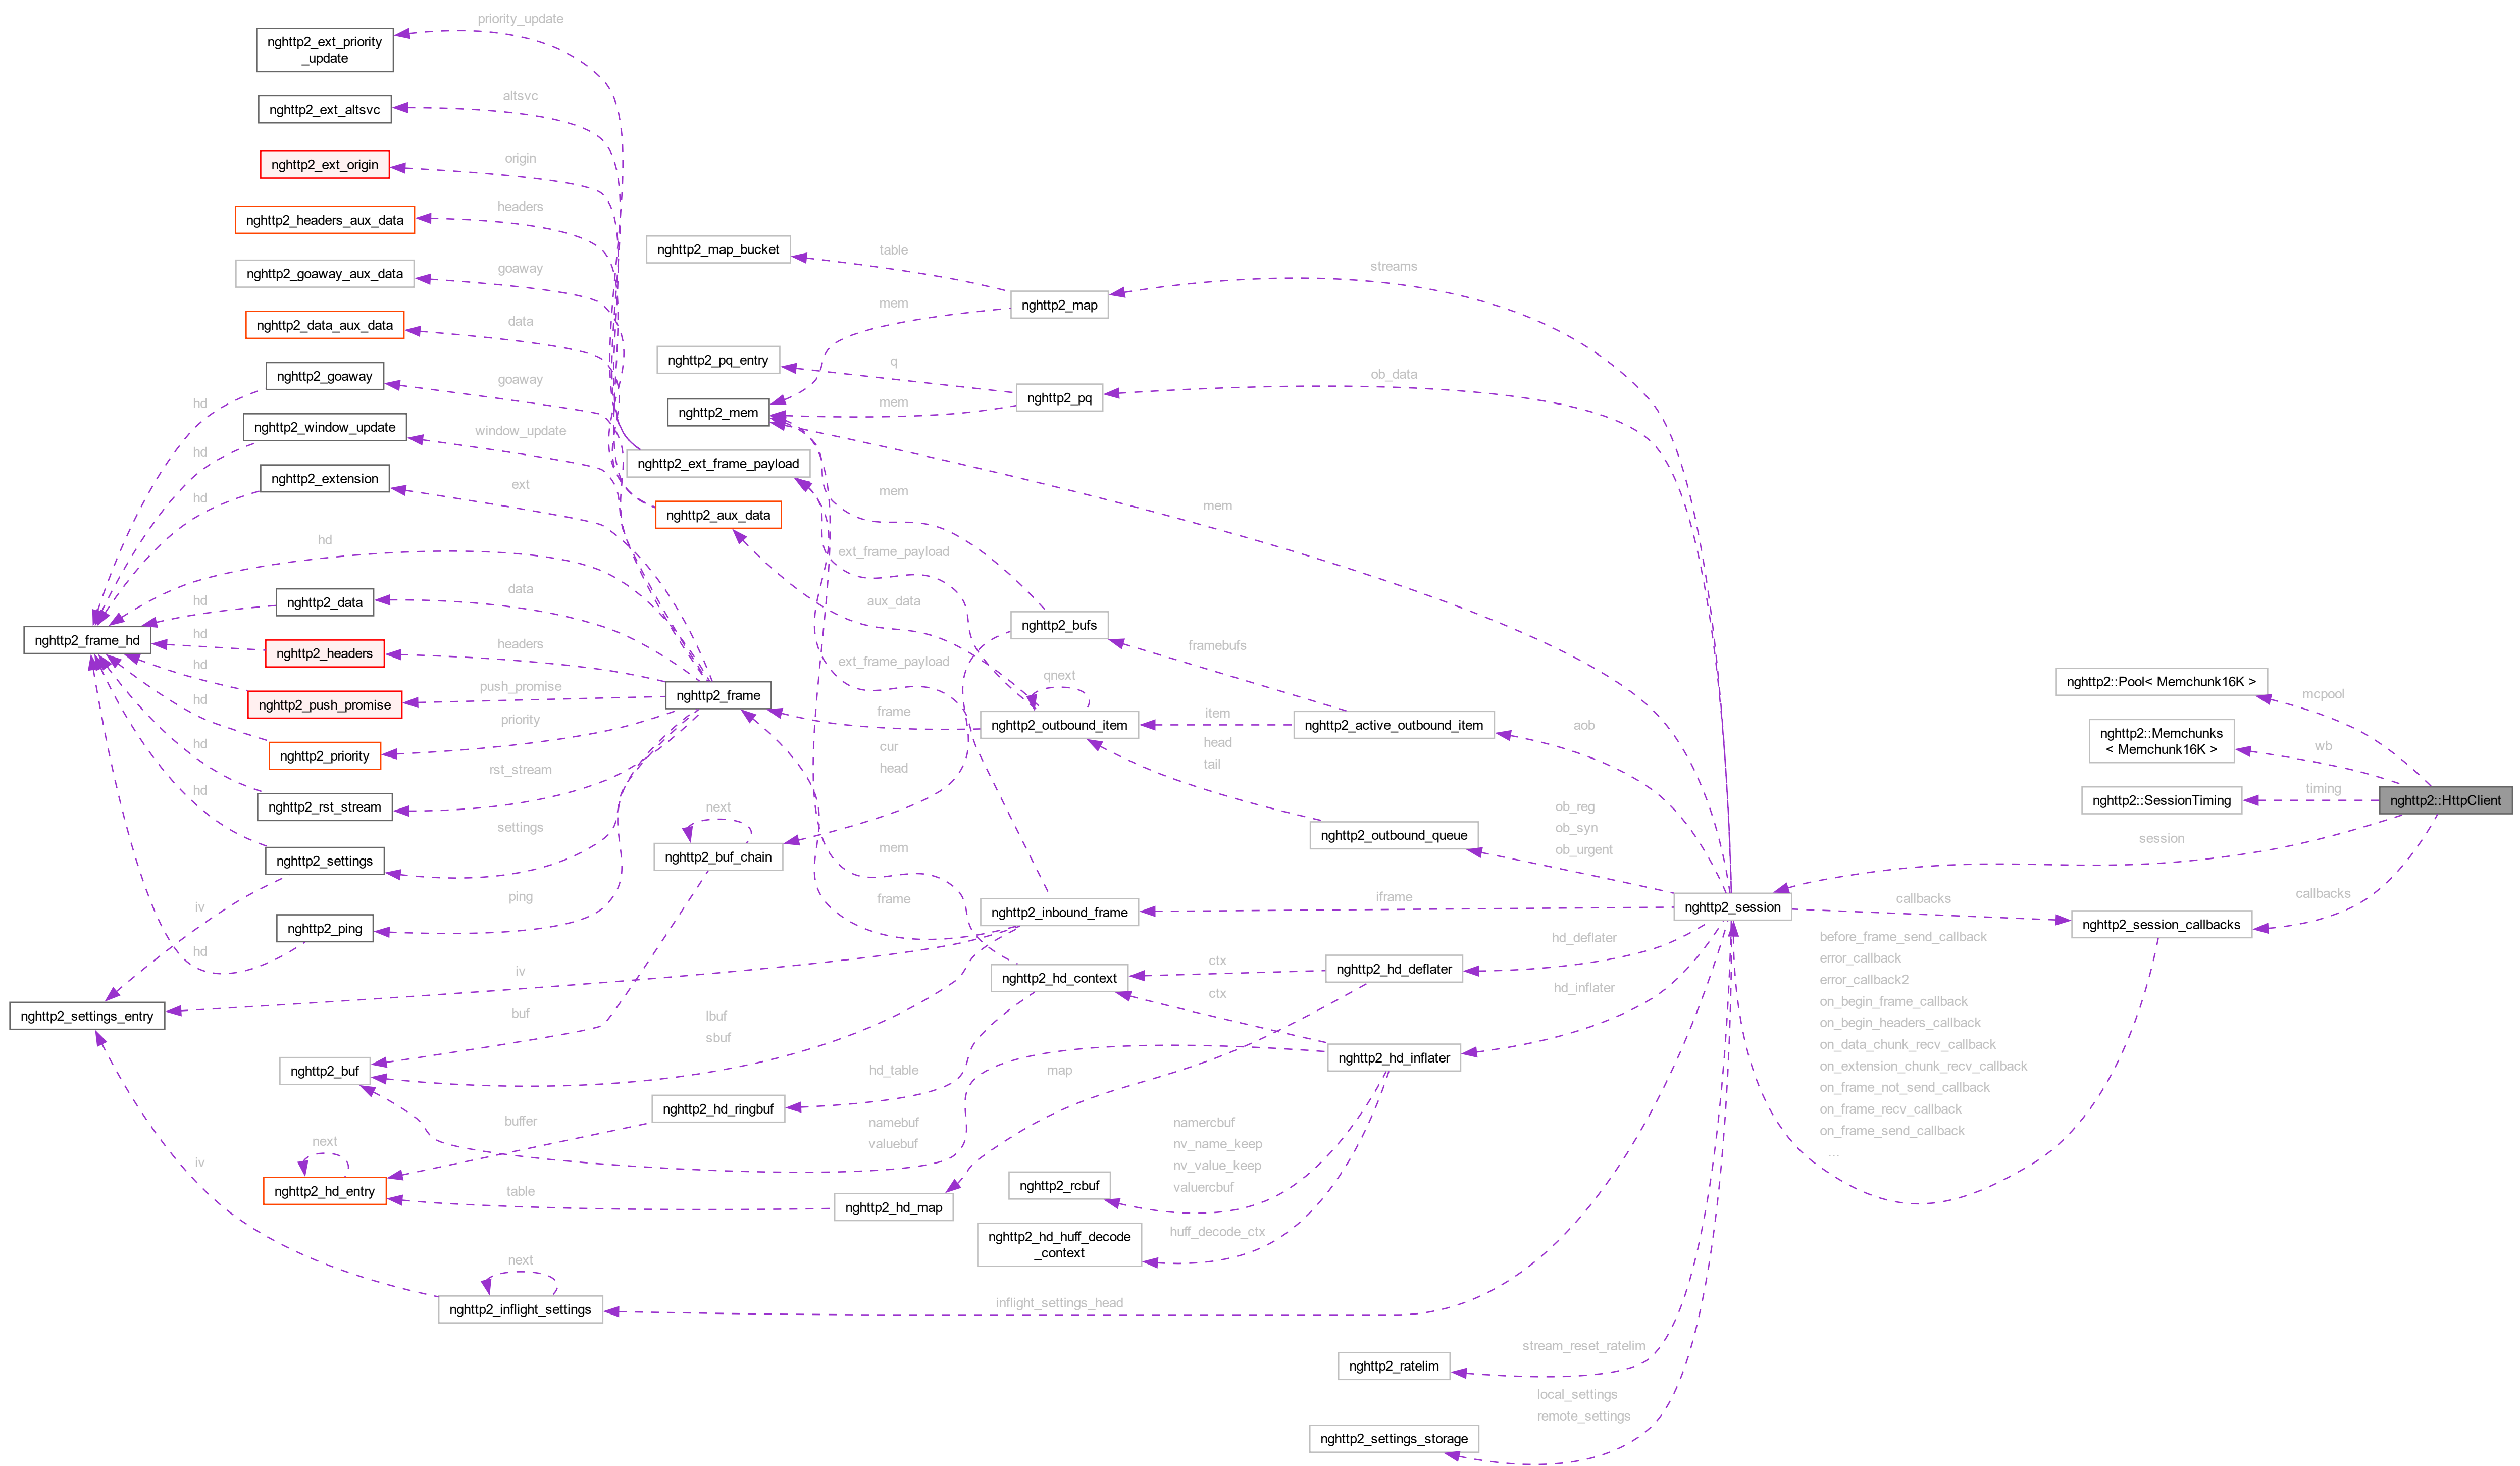 priority_update
nghttp2_ext_priority
_update
altsvc
nghttp2_ext_altsvc
origin
nghttp2_ext_origin
headers
nghttp2_headers_aux_data
goaway
nghttp2_goaway_aux_data
data
nghttp2_data_aux_data
goaway
nghttp2_goaway
hd
window_update
nghttp2_window_update
hd
ext
nghttp2_extension
hd
hd
data
nghttp2_data
hd
nghttp2_frame_hd
headers
nghttp2_headers
hd
push_promise
nghttp2_push_promise
hd
priority
nghttp2_priority
hd
rst_stream
nghttp2_rst_stream
hd
settings
nghttp2_settings
hd
iv
ping
nghttp2_ping
hd
nghttp2_settings_entry
iv
buf
nghttp2_buf
lbuf
sbuf
buffer
next
nghttp2_hd_entry
table
iv
next
nghttp2_inflight_settings
inflight_settings_head
nghttp2_map_bucket
table
nghttp2_map
streams
mem
nghttp2_pq_entry
q
nghttp2_pq
ob_data
nghttp2_mem
mem
nghttp2_ext_frame_payload
mem
mem
nghttp2_aux_data
ext_frame_payload
aux_data
nghttp2_bufs
framebufs
ext_frame_payload
nghttp2_frame
frame
qnext
nghttp2_outbound_item
item
nghttp2_active_outbound_item
aob
cur
head
head
tail
next
nghttp2_buf_chain
nghttp2_outbound_queue
ob_reg
ob_syn
ob_urgent
mem
frame
nghttp2_inbound_frame
iframe
nghttp2_session
nghttp2_hd_context
ctx
ctx
nghttp2_hd_deflater
hd_deflater
hd_inflater
nghttp2_hd_inflater
hd_table
nghttp2_hd_ringbuf
map
namebuf
valuebuf
nghttp2_hd_map
namercbuf
nv_name_keep
nv_value_keep
valuercbuf
nghttp2_rcbuf
nghttp2_hd_huff_decode
_context
huff_decode_ctx
stream_reset_ratelim
nghttp2_ratelim
local_settings
remote_settings
nghttp2_settings_storage
nghttp2::Pool< Memchunk16K >
mcpool
nghttp2::Memchunks
< Memchunk16K >
wb
nghttp2::SessionTiming
timing
nghttp2::HttpClient
session
callbacks
callbacks
nghttp2_session_callbacks
before_frame_send_callback
error_callback
error_callback2
on_begin_frame_callback
on_begin_headers_callback
on_data_chunk_recv_callback
on_extension_chunk_recv_callback
on_frame_not_send_callback
on_frame_recv_callback
on_frame_send_callback
...